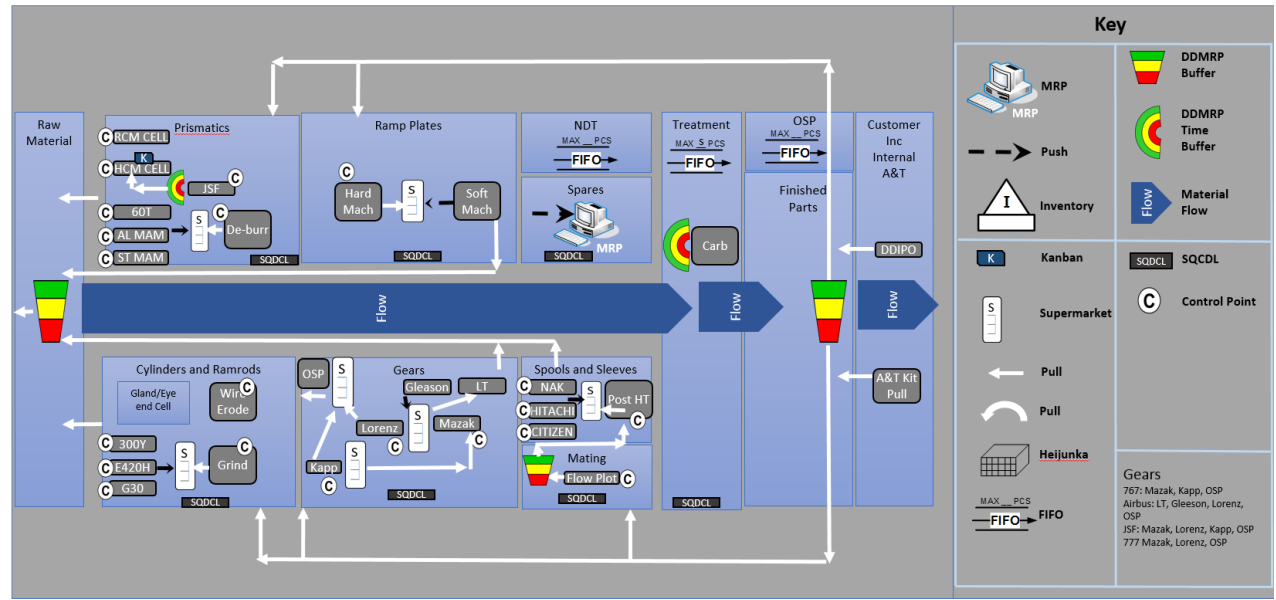 Raw
Material
Prismatics
C RCM CELL
K
C HCM CELL
JSF C
C 60T
C AL MAM
C ST MAM
S
C De-burr
SQDCL
Ramp Plates
C
Hard
Mach
S
Soft
Mach
SQDCL
NDT
MAX __ PCS
FIFO
Spares
MRP
SQDCL
Treatment
MAX S PCS
FIFO
Carb
OSP
MAX __ PCS
FIFO
Finished
Parts
Customer
Inc
Internal
A&T
DDIPO
Flow
Flow
Flow
A&T Kit
Pull
Cylinders and Ramrods
Gland/Eye
end Cell
Wire
Erode
C
C 300Y
C E420H
C G30
S
Grind
C
SQDCL
OSP
S
Gears
Gleason
LT
S
Lorenz
C
Mazak
C
S
Kapp
C
SQDCL
Spools and Sleeves
C NAK
C HITACHI
C CITIZEN
S
Post HT
C
Mating
Flow Plot C
SQDCL
SQDCL
Key
MRP
MRP
Push
I
Inventory
K
Kanban
S
Supermarket
Pull
Pull
Heijunka
MAX __ PCS
FIFO
FIFO
DDMRP
Buffer
DDMRP
Time
Buffer
Flow
Material
Flow
SQDCL
SQCDL
C
Control Point
Gears
767: Mazak, Kapp, OSP
Airbus: LT, Gleeson, Lorenz,
OSP
JSF: Mazak, Lorenz, Kapp, OSP
777 Mazak, Lorenz, OSP